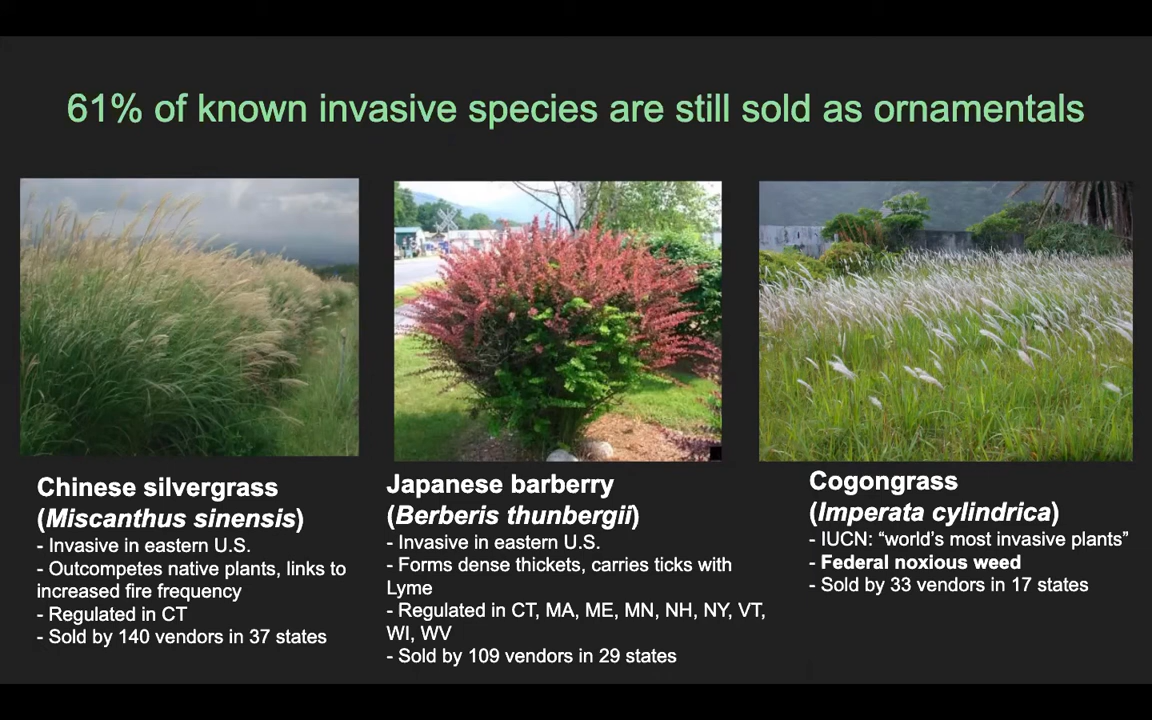 61% of known invasive species are still sold as ornamentals
Chinese silvergrass
(Miscanthus sinensis)
- Invasive in eastern U.S.
- Outcompetes native plants, links to
increased fire frequency
- Regulated in CT
- Sold by 140 vendors in 37 states
Japanese barberry
(Berberis thunbergii)
- Invasive in eastern U.S.
- Forms dense thickets, carries ticks with
Lyme
- Regulated in CT, MA, ME, MN, NH, NY, VT,
WI, WV
- Sold by 109 vendors in 29 states
Cogongrass
(Imperata cylindrica)
- IUCN: “world’s most invasive plants”
- Federal noxious weed
- Sold by 33 vendors in 17 states